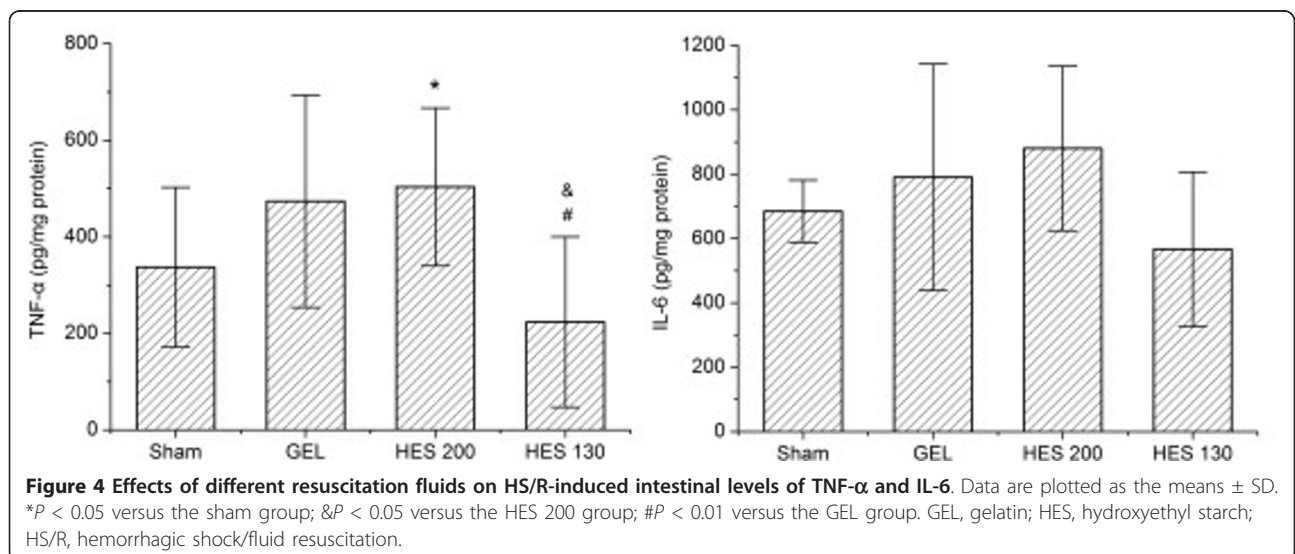 800
600
400
200
0
TNF-α (pg/mg protein)
*
&
#
Sham GEL HES 200 HES 130
1200
1000
800
600
400
200
0
IL-6 (pg/mg protein)
Sham GEL HES 200 HES 130
Figure 4 Effects of different resuscitation fluids on HS/R-induced intestinal levels of TNF-α and IL-6. Data are plotted as the means ± SD.
*P < 0.05 versus the sham group; &P < 0.05 versus the HES 200 group; #P < 0.01 versus the GEL group. GEL, gelatin; HES, hydroxyethyl starch;
HS/R, hemorrhagic shock/fluid resuscitation.